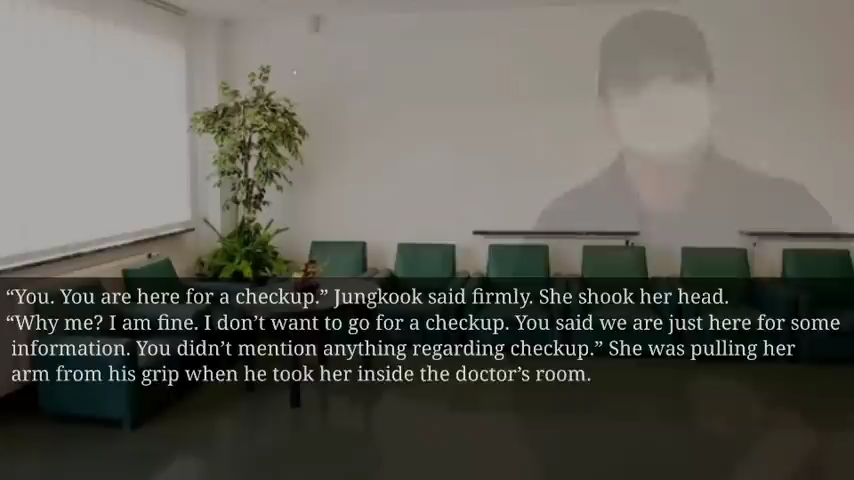 “You. You are here for a checkup.” Jungkook said firmly. She shook her head.
“Why me? I am fine. I don’t want to go for a checkup. You said we are just here for some
information. You didn’t mention anything regarding checkup.” She was pulling her
arm from his grip when he took her inside the doctor’s room.